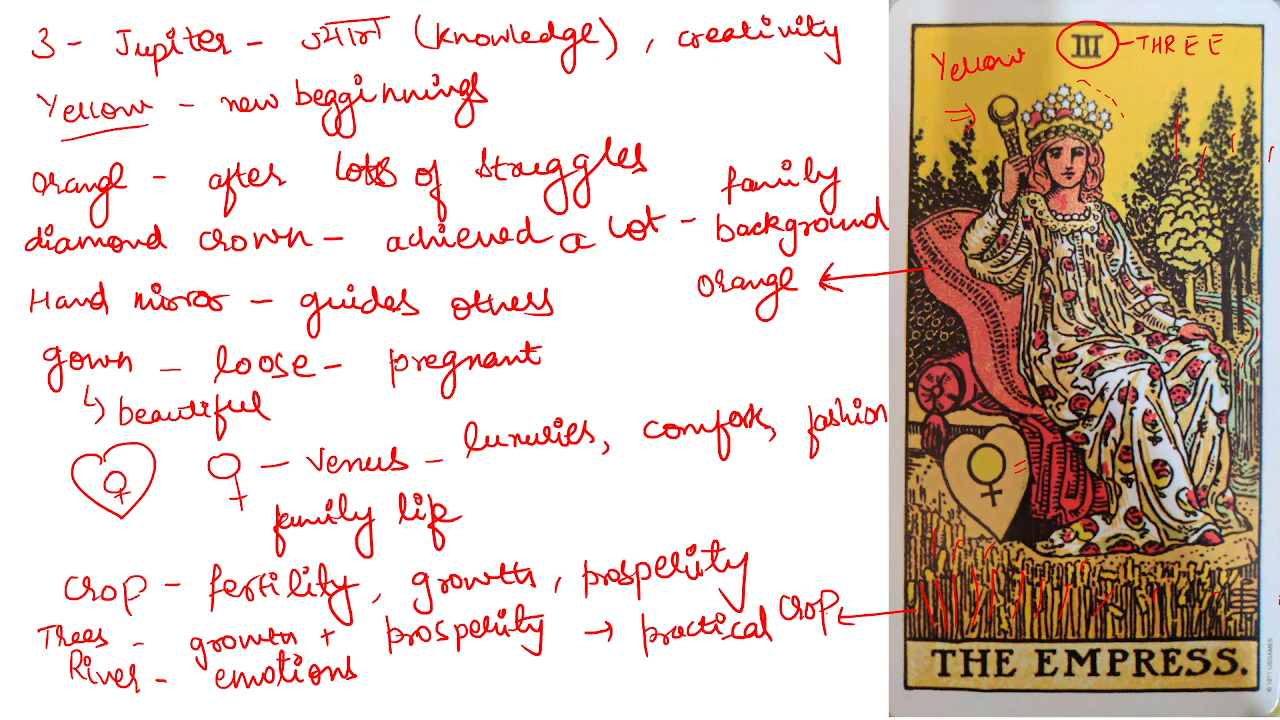 3 - Jupiter - ज्ञान (knowledge), creativity
Yellow - new begginnings
orange - after lots of struggles
diamond crown - achieved a lot - family background
orange
Hand mirror - guides others
gown - loose - pregnant
beautiful
♀ ♀ - Venus - luxuries, comforts, fashion
family life
crop - fertility, growth, prosperity
Trees - growth + prosperity → practical
River - emotions
crop
Yellow
III - THREE
THE EMPRESS.